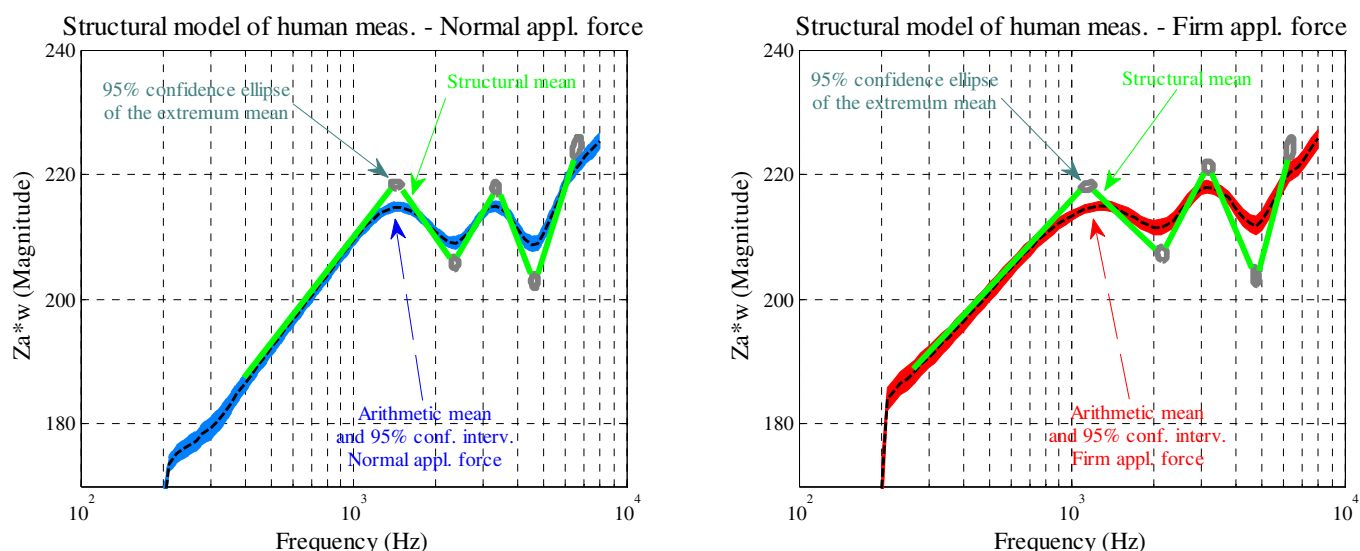 Structural model of human meas. - Normal appl. force
240
220
200
180
10^2
10^3
10^4
Za*w (Magnitude)
Frequency (Hz)
95% confidence ellipse
of the extremum mean
Structural mean
Arithmetic mean
and 95% conf. interv.
Normal appl. force
Structural model of human meas. - Firm appl. force
240
220
200
180
10^2
10^3
10^4
Za*w (Magnitude)
Frequency (Hz)
95% confidence ellipse
of the extremum mean
Structural mean
Arithmetic mean
and 95% conf. interv.
Firm appl. force